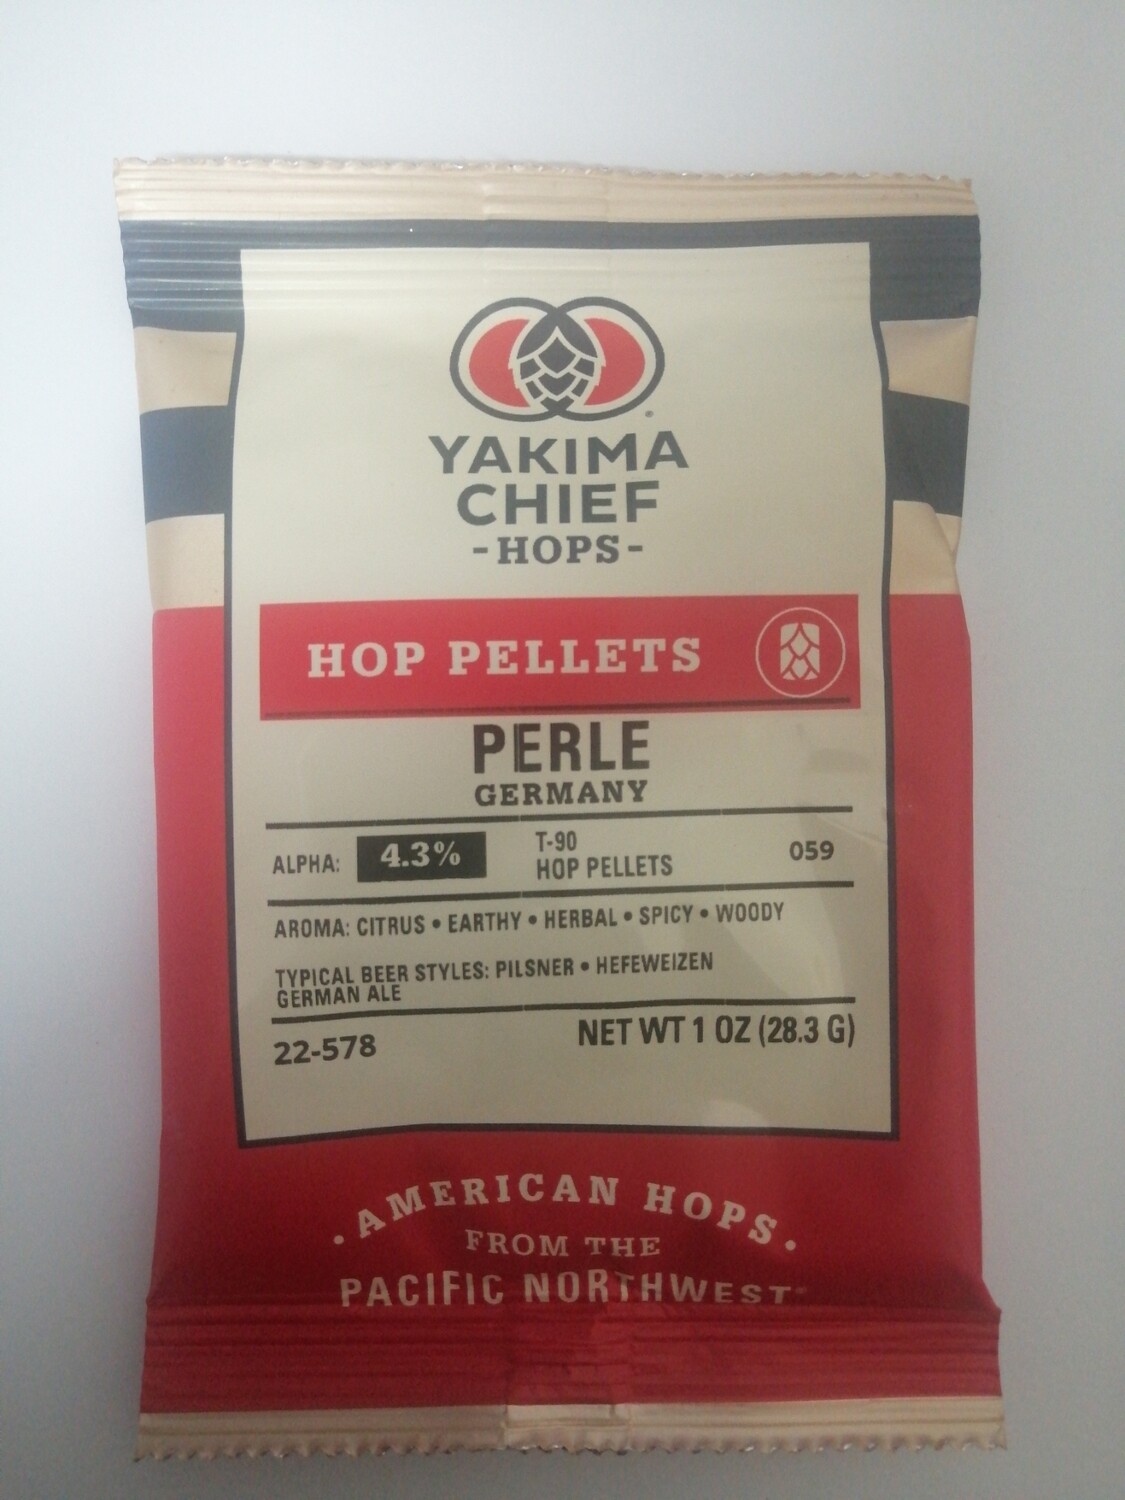 YAKIMA
CHIEF
-HOPS-
HOP PELLETS
PERLE
GERMANY
ALPHA: 4.3% T-90 HOP PELLETS 059
AROMA: CITRUS • EARTHY • HERBAL • SPICY • WOODY
TYPICAL BEER STYLES: PILSNER • HEFEWEIZEN
GERMAN ALE
22-578 NET WT 1 OZ (28.3 G)
• AMERICAN HOPS •
FROM THE
PACIFIC NORTHWEST